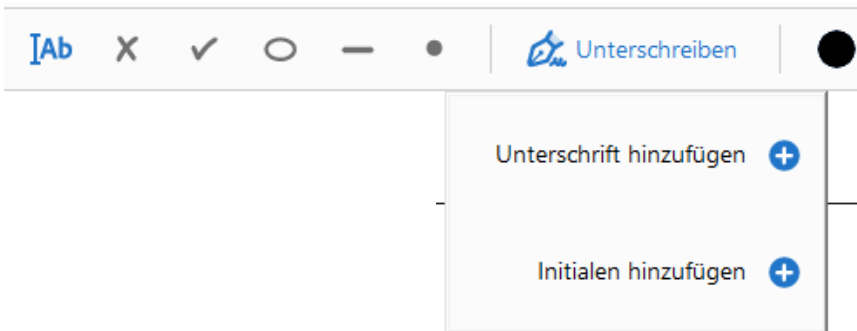 Ab Unterschreiben
Unterschrift hinzufügen
Initialen hinzufügen